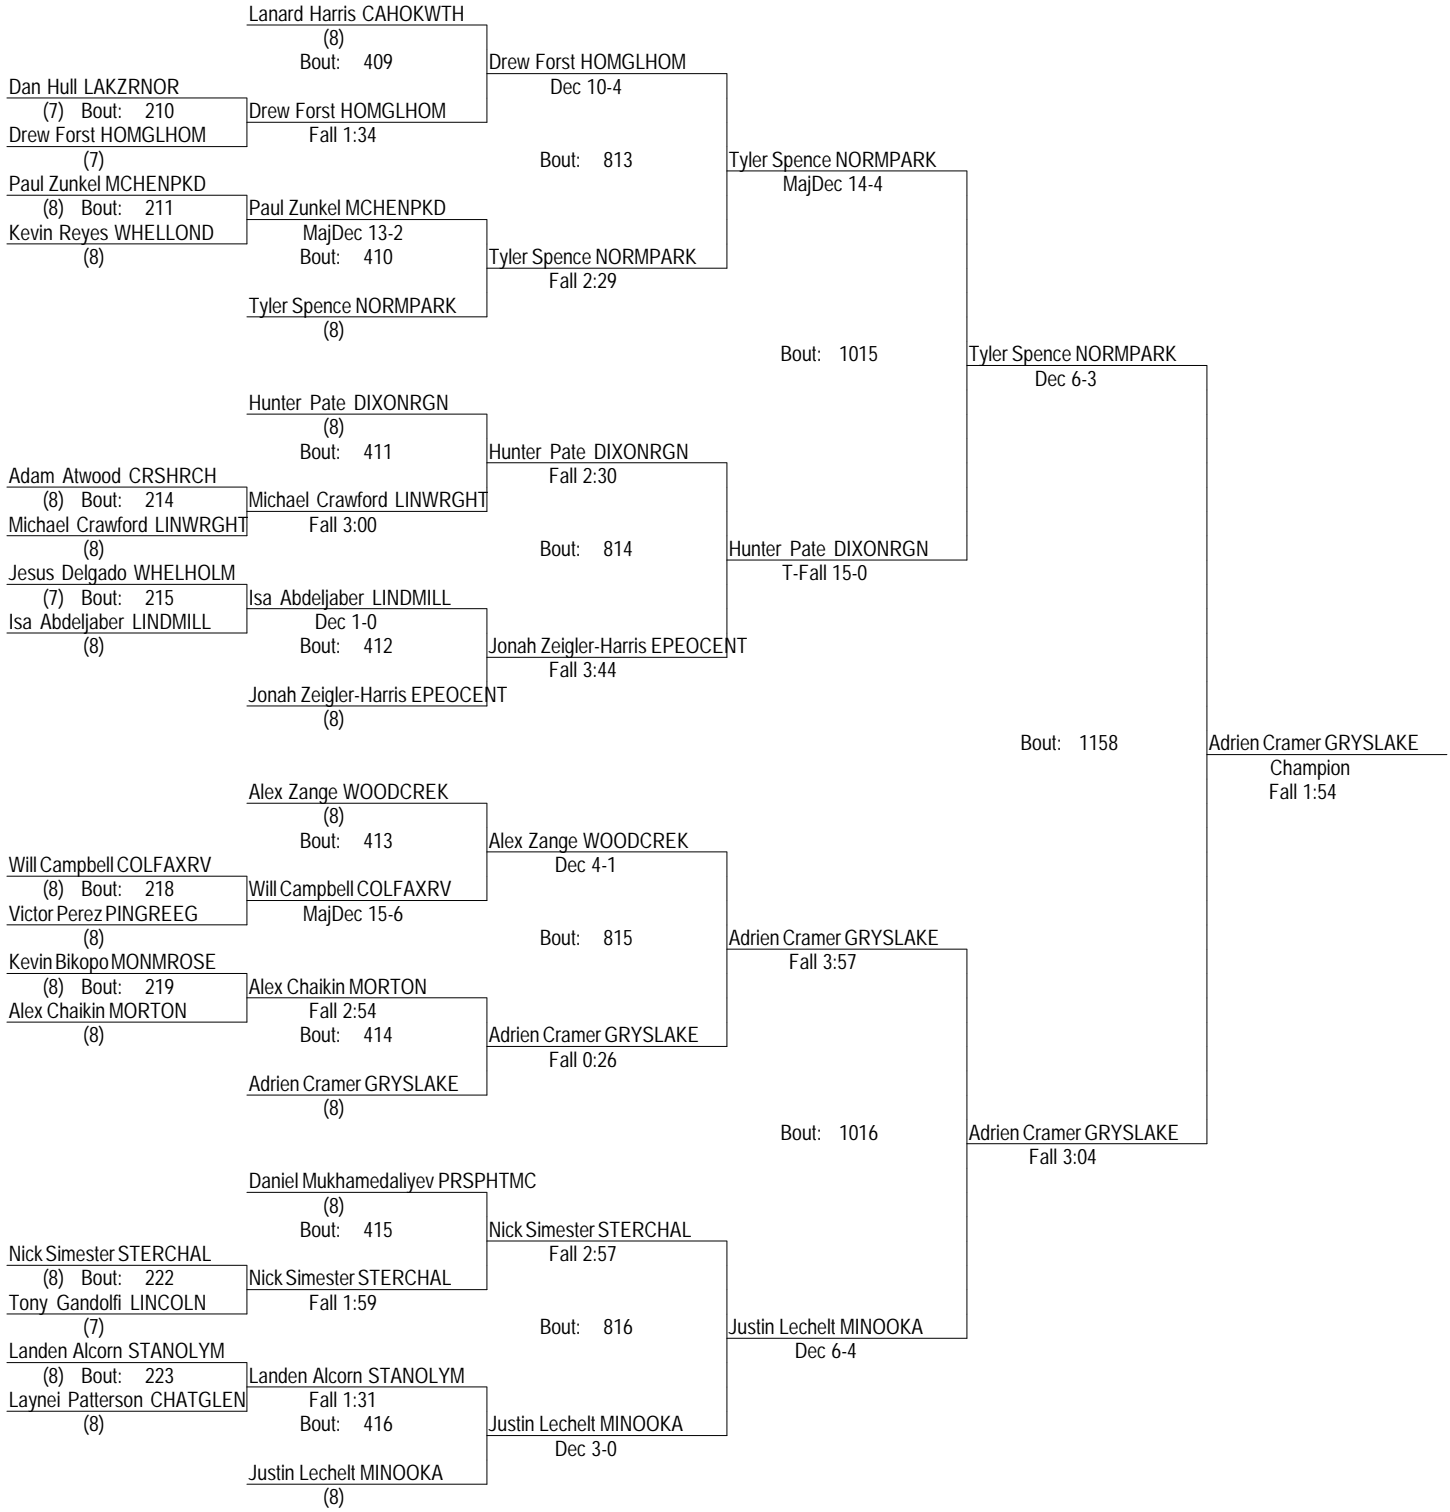 Lanard Harris CAHOKWTH
(8)
Bout: 409
Drew Forst HOMGLHOM
Dec 10-4
Dan Hull LAKZRNOR
(7) Bout: 210
Drew Forst HOMGLHOM
Fall 1:34
Drew Forst HOMGLHOM
(7)
Bout: 813
Tyler Spence NORMPARK
MajDec 14-4
Paul Zunkel MCHENPKD
(8) Bout: 211
Paul Zunkel MCHENPKD
MajDec 13-2
Kevin Reyes WHELLOND
(8)
Bout: 410
Tyler Spence NORMPARK
Fall 2:29
Tyler Spence NORMPARK
(8)
Bout: 1015
Tyler Spence NORMPARK
Dec 6-3
Hunter Pate DIXONRGN
(8)
Bout: 411
Hunter Pate DIXONRGN
Fall 2:30
Adam Atwood CRSHRCH
(8) Bout: 214
Michael Crawford LINWRGHT
Fall 3:00
Michael Crawford LINWRGHT
(8)
Bout: 814
Hunter Pate DIXONRGN
T-Fall 15-0
Jesus Delgado WHELHOLM
(7) Bout: 215
Isa Abdeljaber LINDMILL
Dec 1-0
Isa Abdeljaber LINDMILL
(8)
Bout: 412
Jonah Zeigler-Harris EPEOCENT
Fall 3:44
Jonah Zeigler-Harris EPEOCENT
(8)
Bout: 1158
Adrien Cramer GRYSLAKE
Champion
Fall 1:54
Alex Zange WOODCREK
(8)
Bout: 413
Alex Zange WOODCREK
Dec 4-1
Will Campbell COLFAXRV
(8) Bout: 218
Will Campbell COLFAXRV
MajDec 15-6
Victor Perez PINGREEG
(8)
Bout: 815
Adrien Cramer GRYSLAKE
Fall 3:57
Kevin Bikopo MONMROSE
(8) Bout: 219
Alex Chaikin MORTON
Fall 2:54
Alex Chaikin MORTON
(8)
Bout: 414
Adrien Cramer GRYSLAKE
Fall 0:26
Adrien Cramer GRYSLAKE
(8)
Bout: 1016
Adrien Cramer GRYSLAKE
Fall 3:04
Daniel Mukhamedaliyev PRSPHTMC
(8)
Bout: 415
Nick Simester STERCHAL
Fall 2:57
Nick Simester STERCHAL
(8) Bout: 222
Nick Simester STERCHAL
Fall 1:59
Tony Gandolfi LINCOLN
(7)
Bout: 816
Justin Lechelt MINOOKA
Dec 6-4
Landen Alcorn STANOLYM
(8) Bout: 223
Landen Alcorn STANOLYM
Fall 1:31
Laynei Patterson CHATGLEN
(8)
Bout: 416
Justin Lechelt MINOOKA
Dec 3-0
Justin Lechelt MINOOKA
(8)